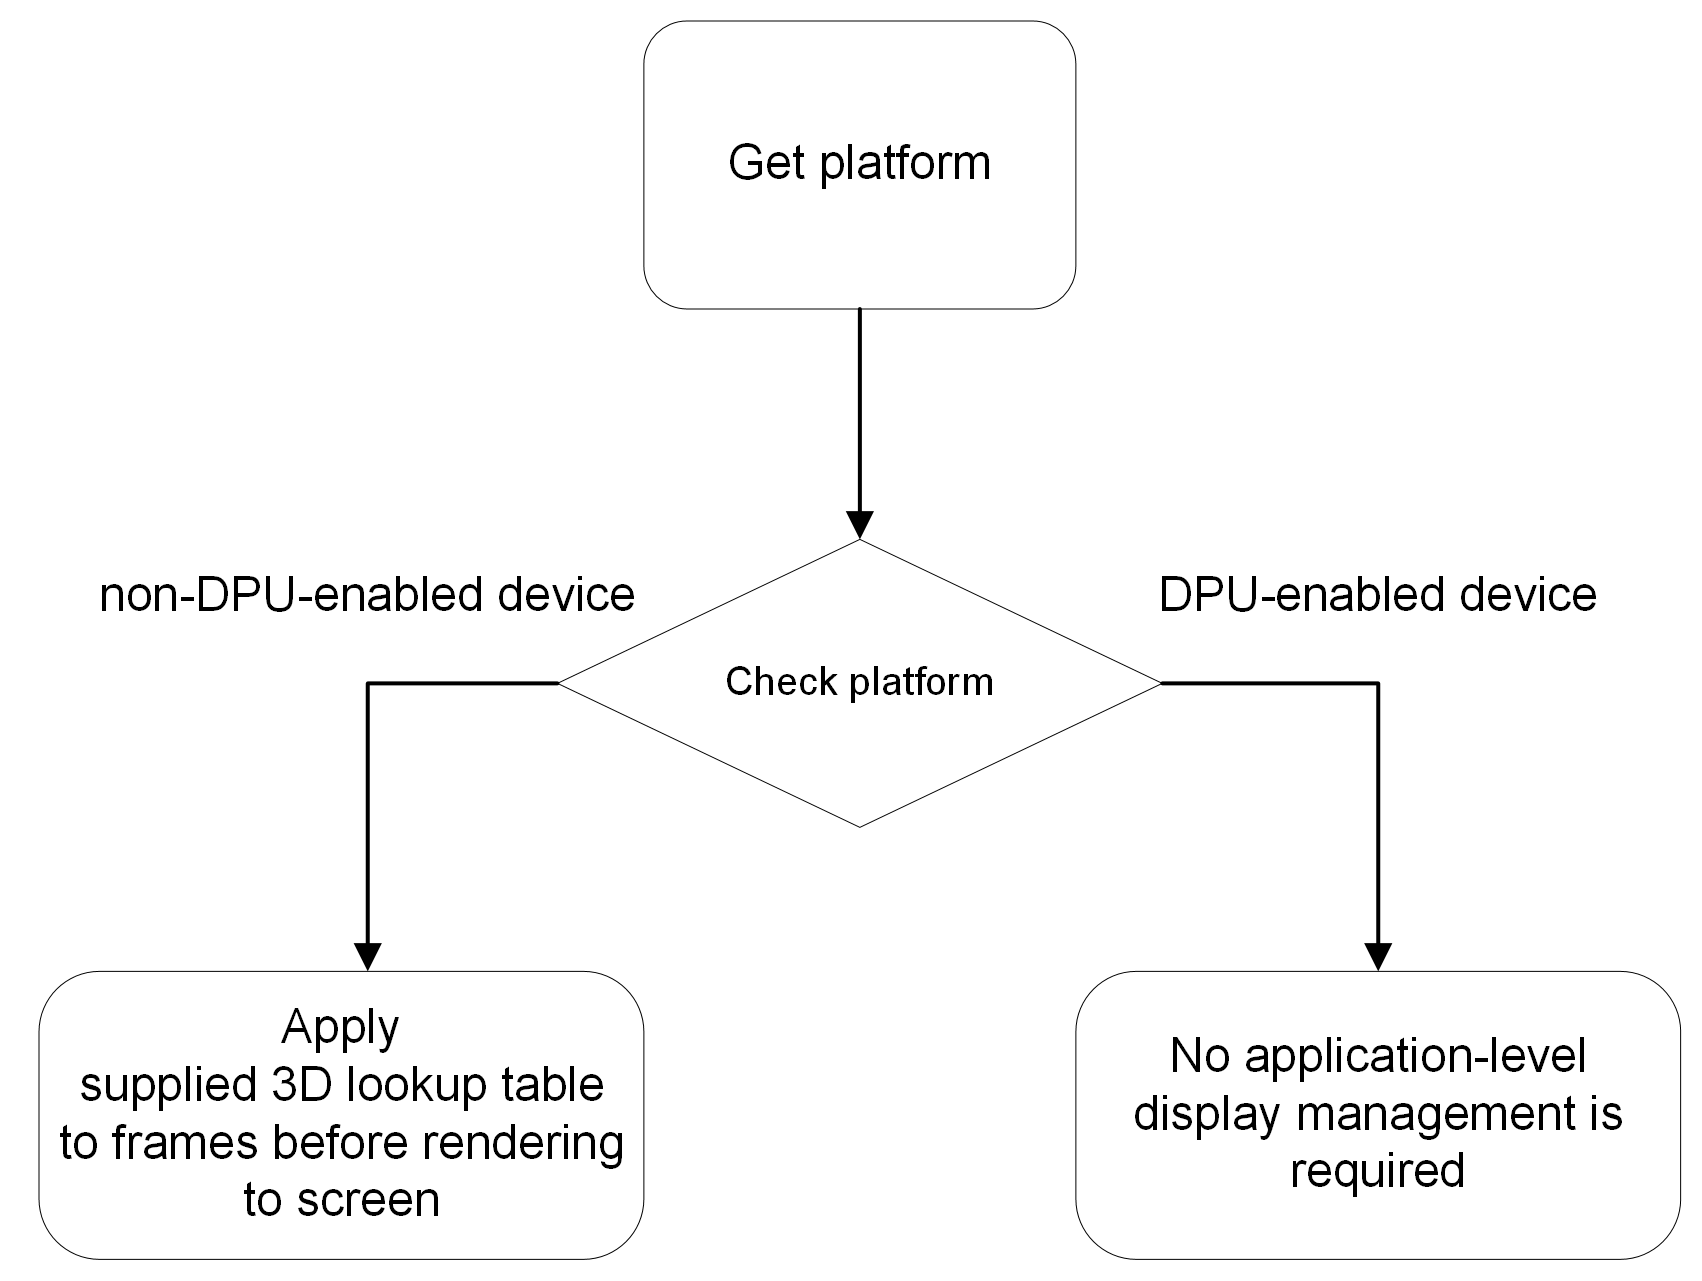 Get platform
non-DPU-enabled device
DPU-enabled device
Check platform
Apply
supplied 3D lookup table
to frames before rendering
to screen
No application-level
display management is
required